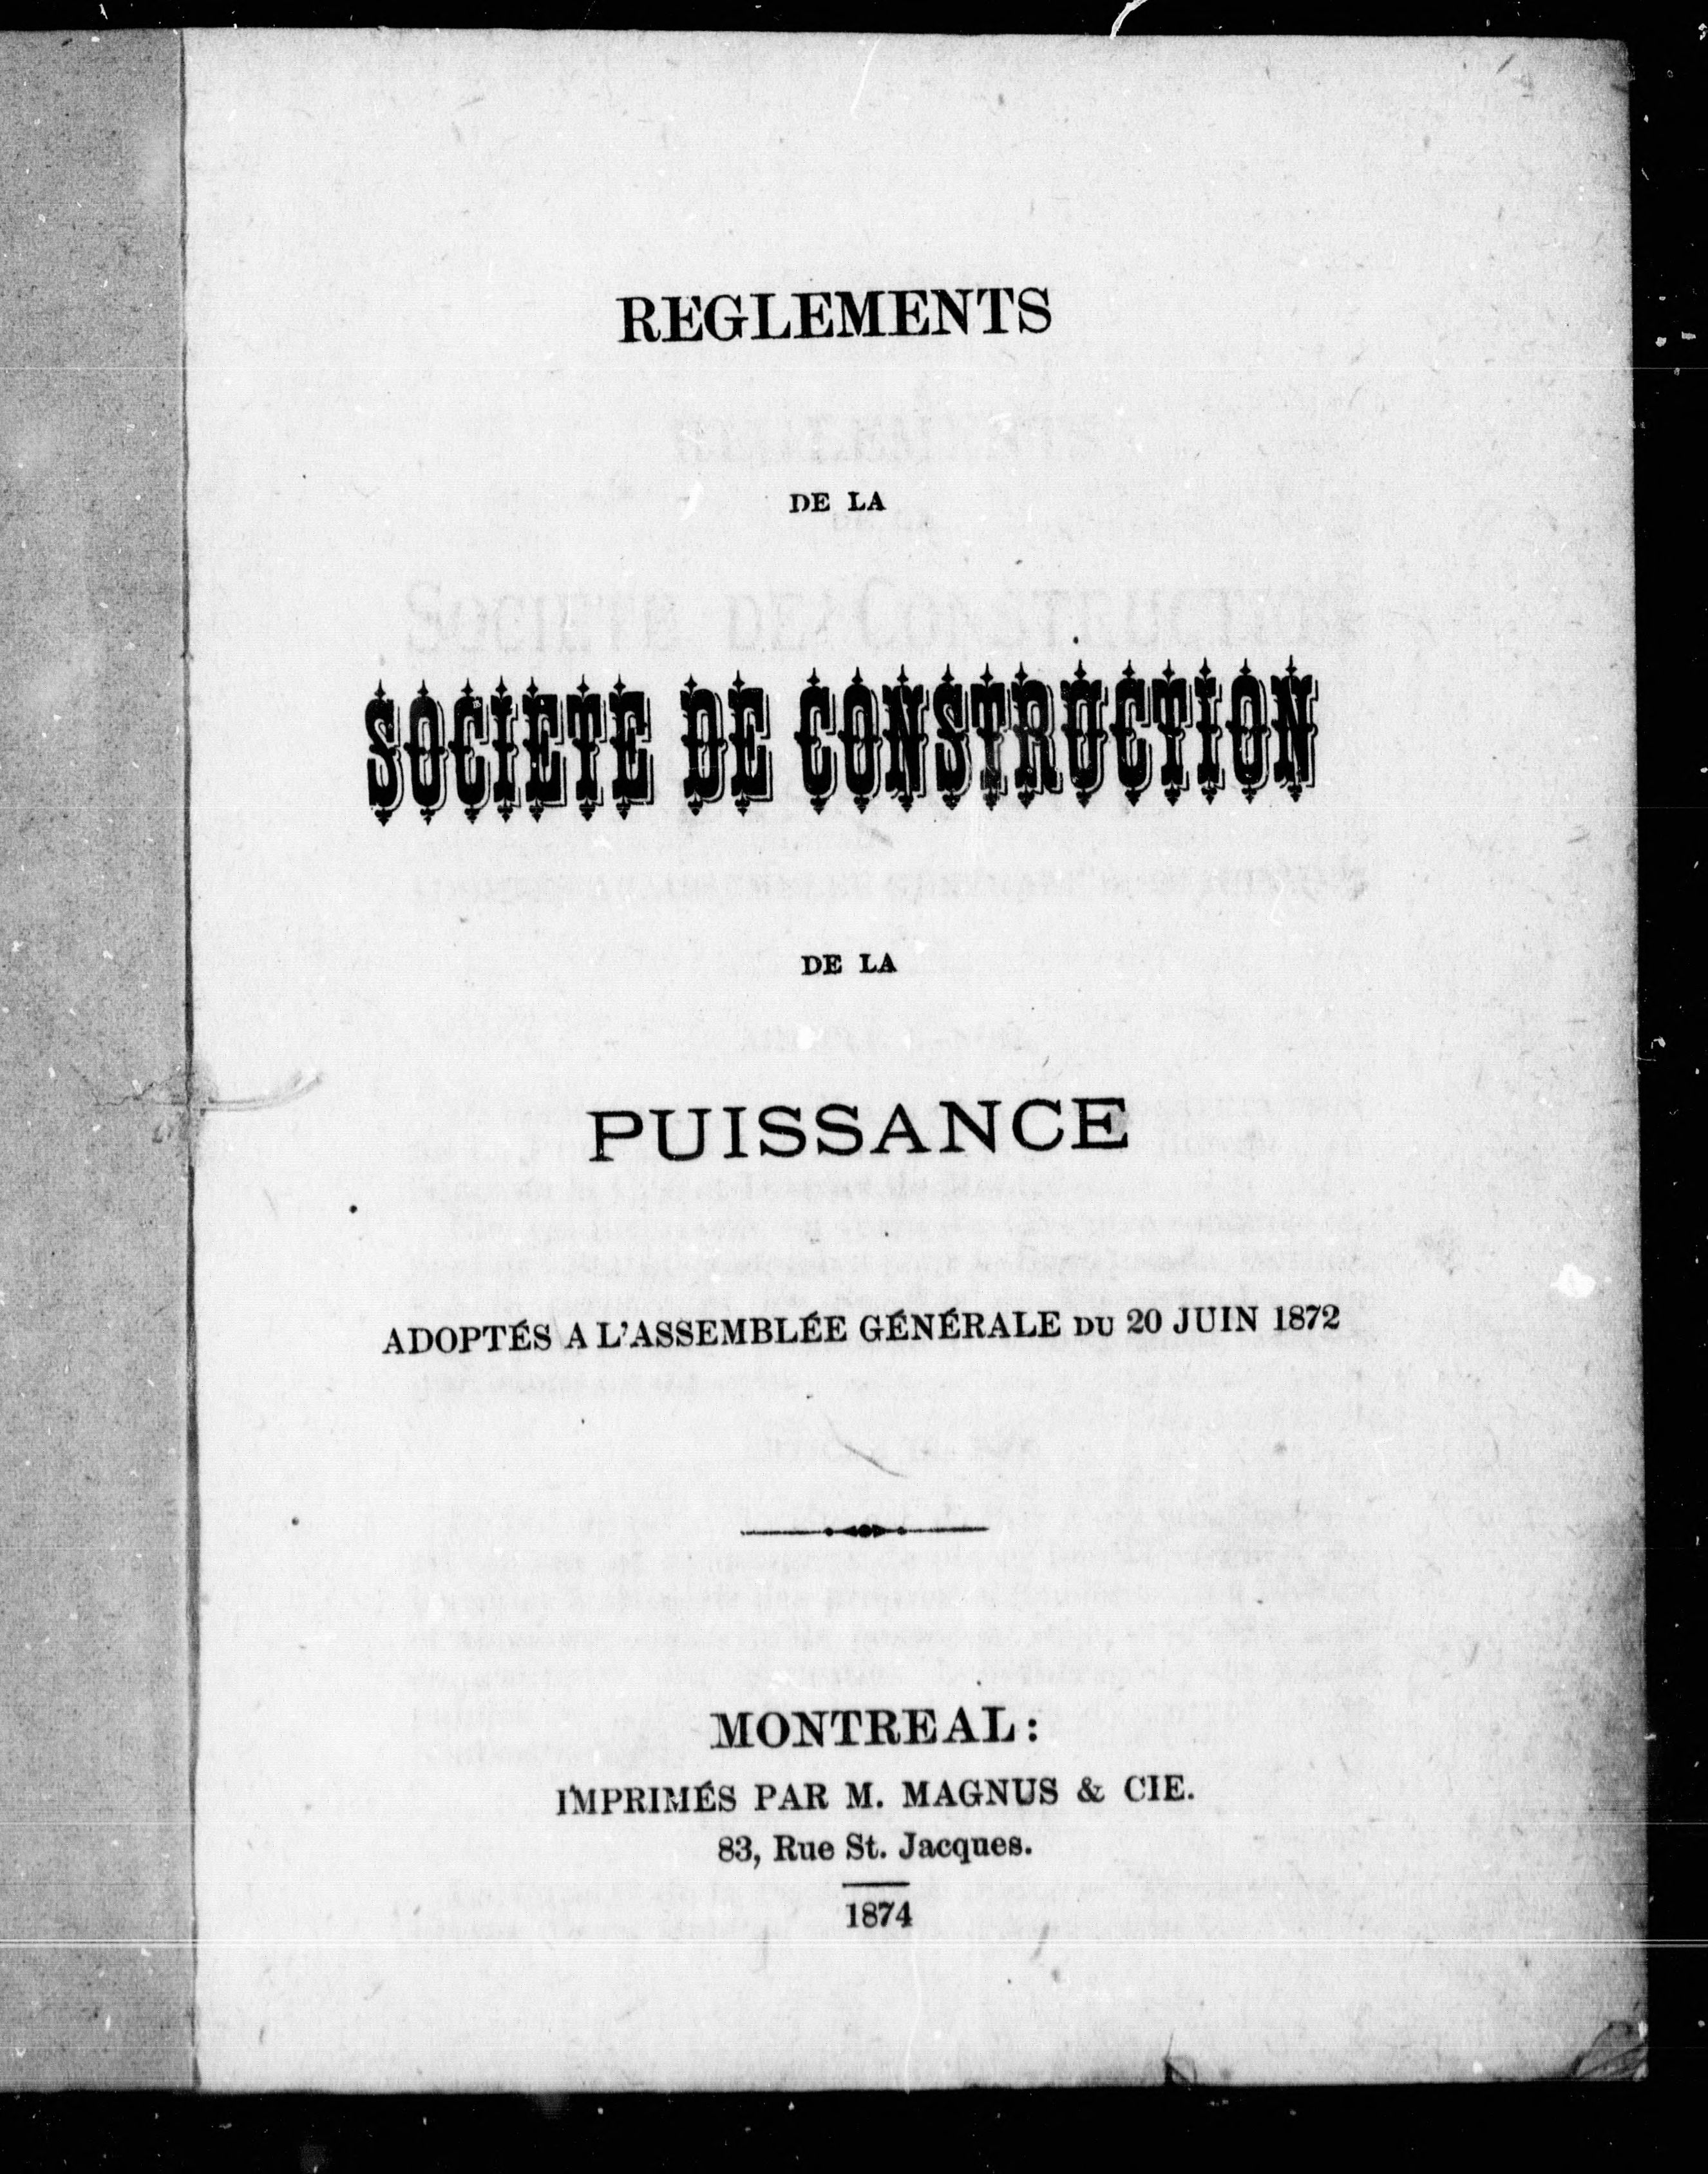 REGLEMENTS
DE LA
SOCIETE DE CONSTRUCTION
DE LA
PUISSANCE
ADOPTÉS A L'ASSEMBLÉE GÉNÉRALE DU 20 JUIN 1872
MONTREAL:
IMPRIMÉS PAR M. MAGNUS & CIE.
83, Rue St. Jacques.
1874